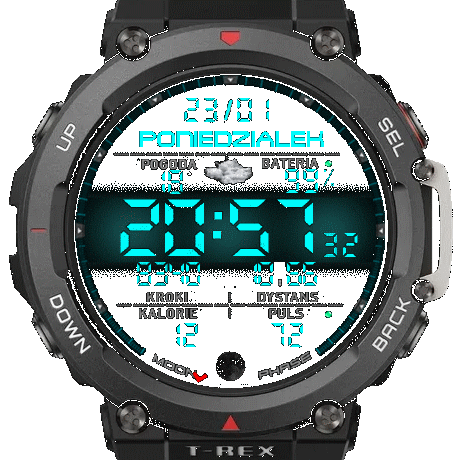 23/01
PONIEDZIALEK
POGODA BATERIA
18 99%
20:57 32
KROKI DYSTANS
KALORIE PULS
12 72
MOON PHASE
UP
SEL
DOWN
BACK
T-REX